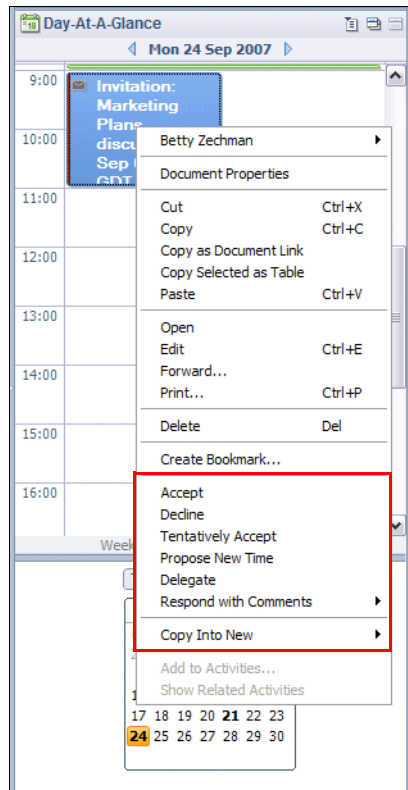 Day-At-A-Glance
Mon 24 Sep 2007
9:00
Invitation:
Marketing
Plans
discu
Sep
GDT
10:00
11:00
12:00
13:00
14:00
15:00
16:00
Betty Zechman
Document Properties
Cut Ctrl+X
Copy Ctrl+C
Copy as Document Link
Copy Selected as Table
Paste Ctrl+V
Open
Edit Ctrl+E
Forward...
Print... Ctrl+P
Delete Del
Create Bookmark...
Accept
Decline
Tentatively Accept
Propose New Time
Delegate
Respond with Comments
Copy Into New
Add to Activities...
Show Related Activities
Week
17 18 19 20 21 22 23
24 25 26 27 28 29 30